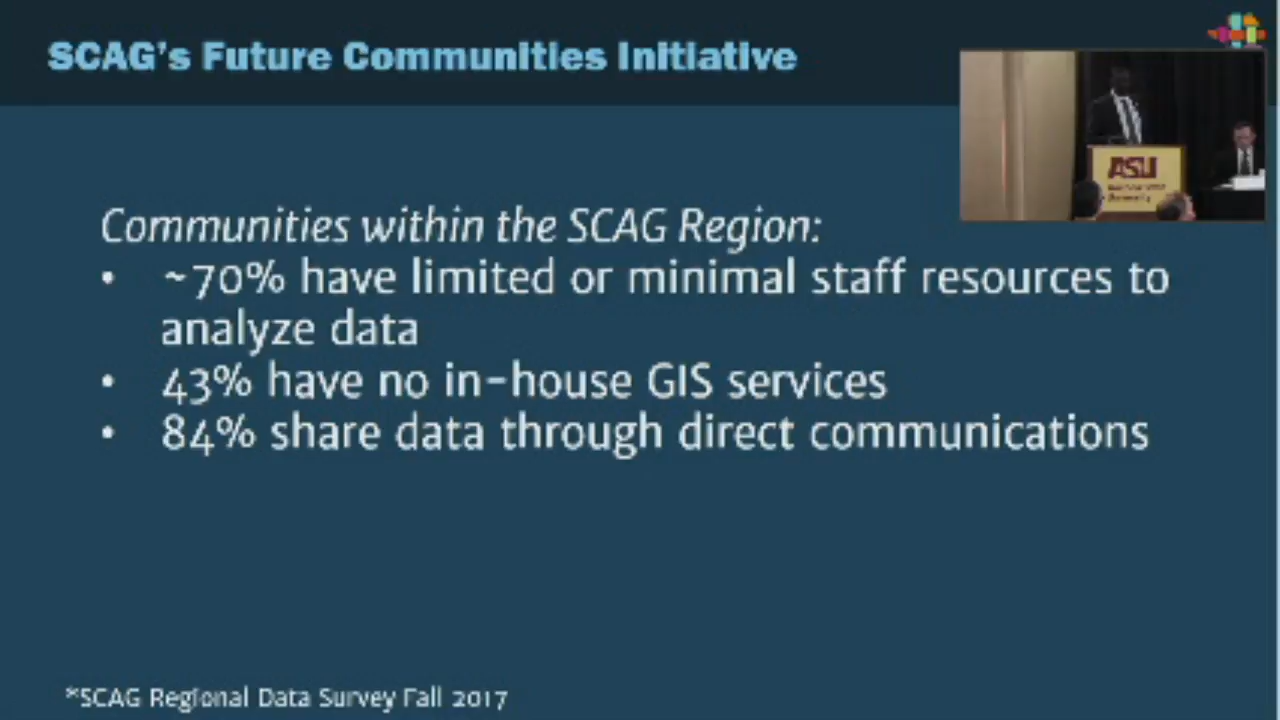 SCAG's Future Communities Initiative
Communities within the SCAG Region:
• ~70% have limited or minimal staff resources to
analyze data
• 43% have no in-house GIS services
• 84% share data through direct communications
*SCAG Regional Data Survey Fall 2017
ASU
University